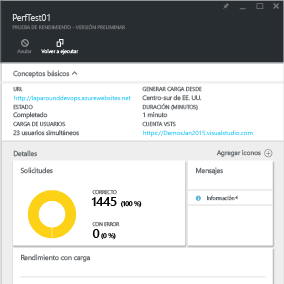 PerfTest01
PRUEBA DE RENDIMIENTO - VERSIÓN PRELIMINAR
Anular
Volver a ejecutar
Conceptos básicos
URL
http://laparounddevops.azurewebsites.net
ESTADO
Completado
CARGA DE USUARIOS
23 usuarios simultáneos
GENERAR CARGA DESDE
Centro-sur de EE. UU.
DURACIÓN (MINUTOS)
1 minuto
CUENTA VSTS
https://DemosJan2015.visualstudio.com
Detalles
Agregar iconos
Solicitudes
CORRECTO
1445 (100 %)
CON ERROR
0 (0 %)
Mensajes
Información 4
Rendimiento con carga